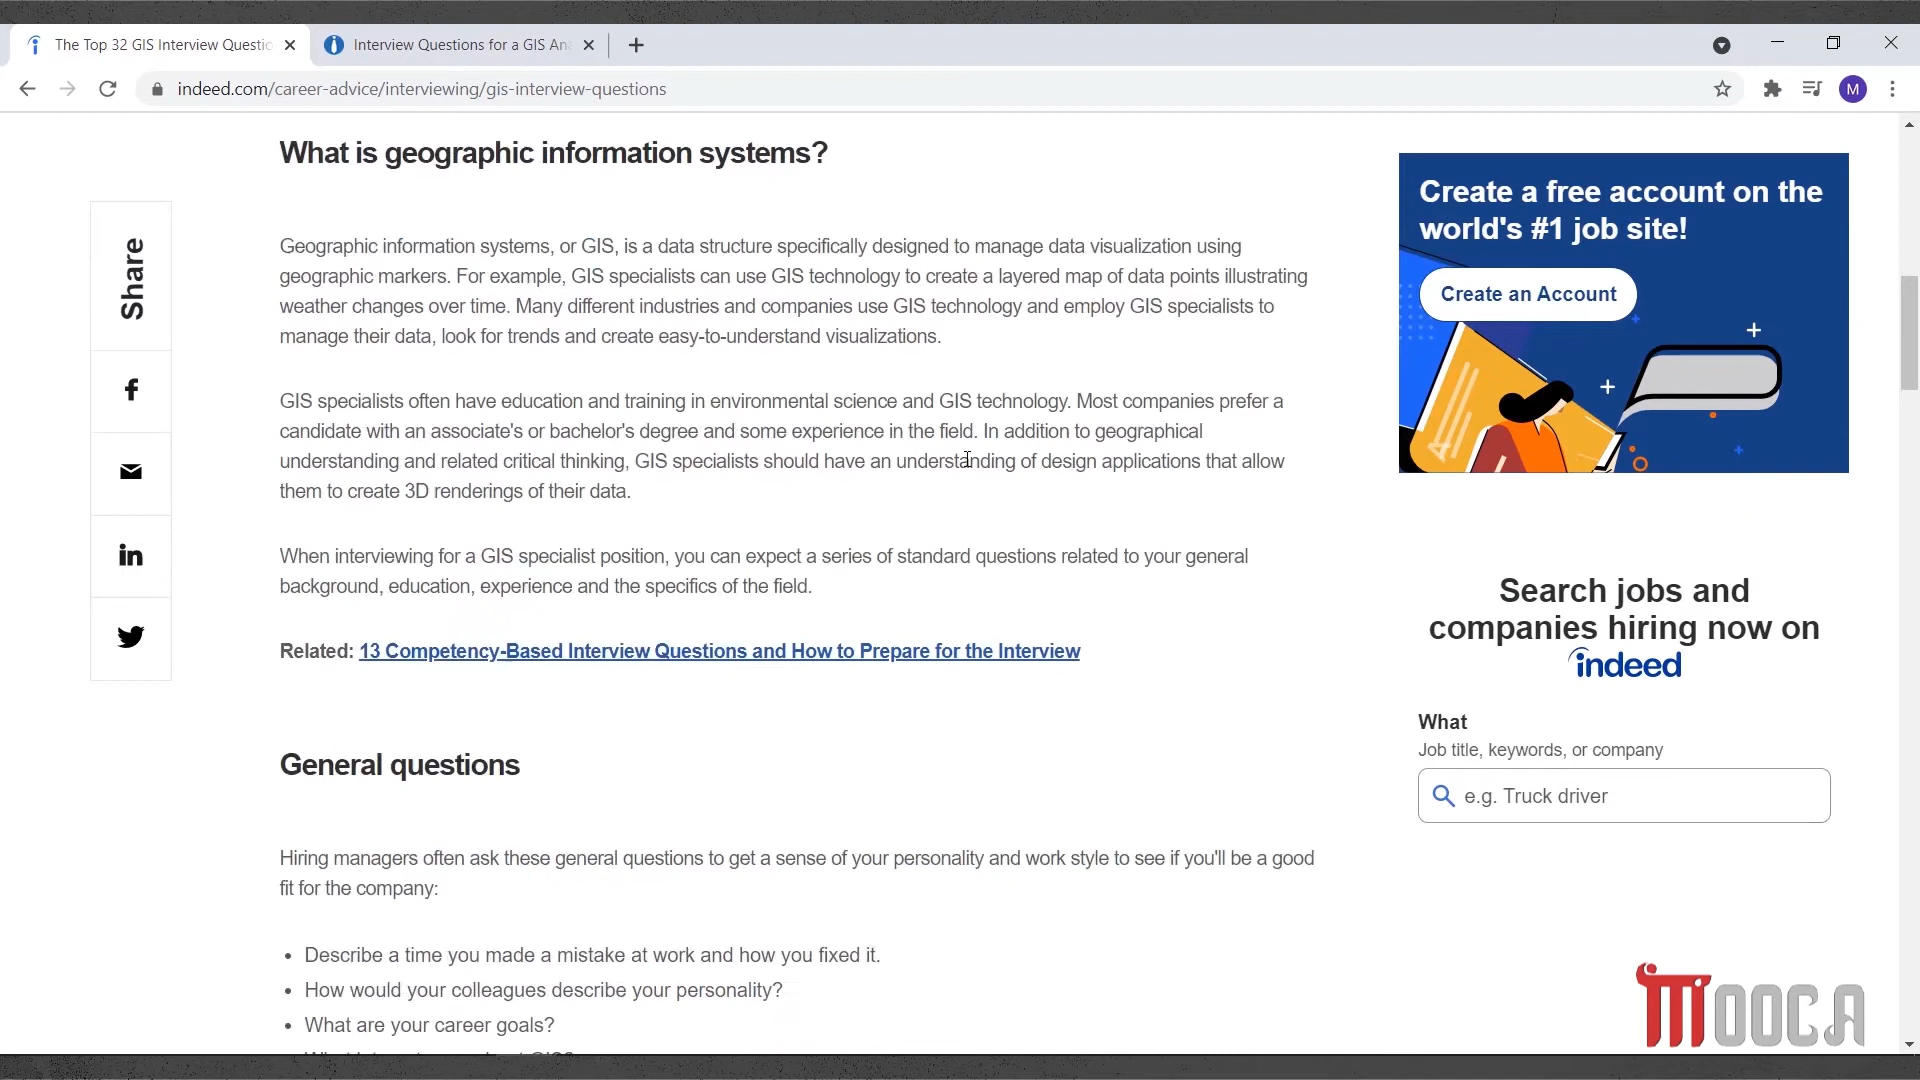 The Top 32 GIS Interview Questio
Interview Questions for a GIS An
indeed.com/career-advice/interviewing/gis-interview-questions
M
What is geographic information systems?
Geographic information systems, or GIS, is a data structure specifically designed to manage data visualization using
geographic markers. For example, GIS specialists can use GIS technology to create a layered map of data points illustrating
weather changes over time. Many different industries and companies use GIS technology and employ GIS specialists to
manage their data, look for trends and create easy-to-understand visualizations.
GIS specialists often have education and training in environmental science and GIS technology. Most companies prefer a
candidate with an associate's or bachelor's degree and some experience in the field. In addition to geographical
understanding and related critical thinking, GIS specialists should have an understanding of design applications that allow
them to create 3D renderings of their data.
When interviewing for a GIS specialist position, you can expect a series of standard questions related to your general
background, education, experience and the specifics of the field.
Related: 13 Competency-Based Interview Questions and How to Prepare for the Interview
General questions
Hiring managers often ask these general questions to get a sense of your personality and work style to see if you'll be a good
fit for the company:
• Describe a time you made a mistake at work and how you fixed it.
• How would your colleagues describe your personality?
• What are your career goals?
Share
Create a free account on the
world's #1 job site!
Create an Account
Search jobs and
companies hiring now on
indeed
What
Job title, keywords, or company
e.g. Truck driver
MOOCA